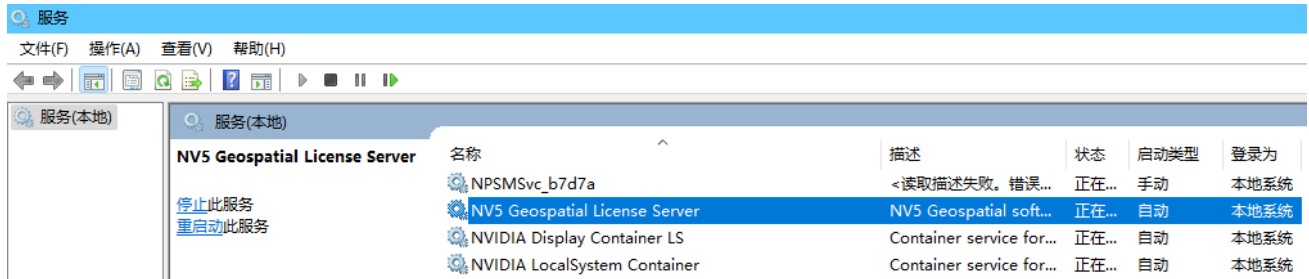 服务
文件(F) 操作(A) 查看(V) 帮助(H)
服务(本地)
服务(本地)
NV5 Geospatial License Server
停止此服务
重启动此服务
名称 描述 状态 启动类型 登录为
NPSMSvc_b7d7a <读取描述失败。错误... 正在... 手动 本地系统
NV5 Geospatial License Server NV5 Geospatial soft... 正在... 自动 本地系统
NVIDIA Display Container LS Container service for... 正在... 自动 本地系统
NVIDIA LocalSystem Container Container service for... 正在... 自动 本地系统